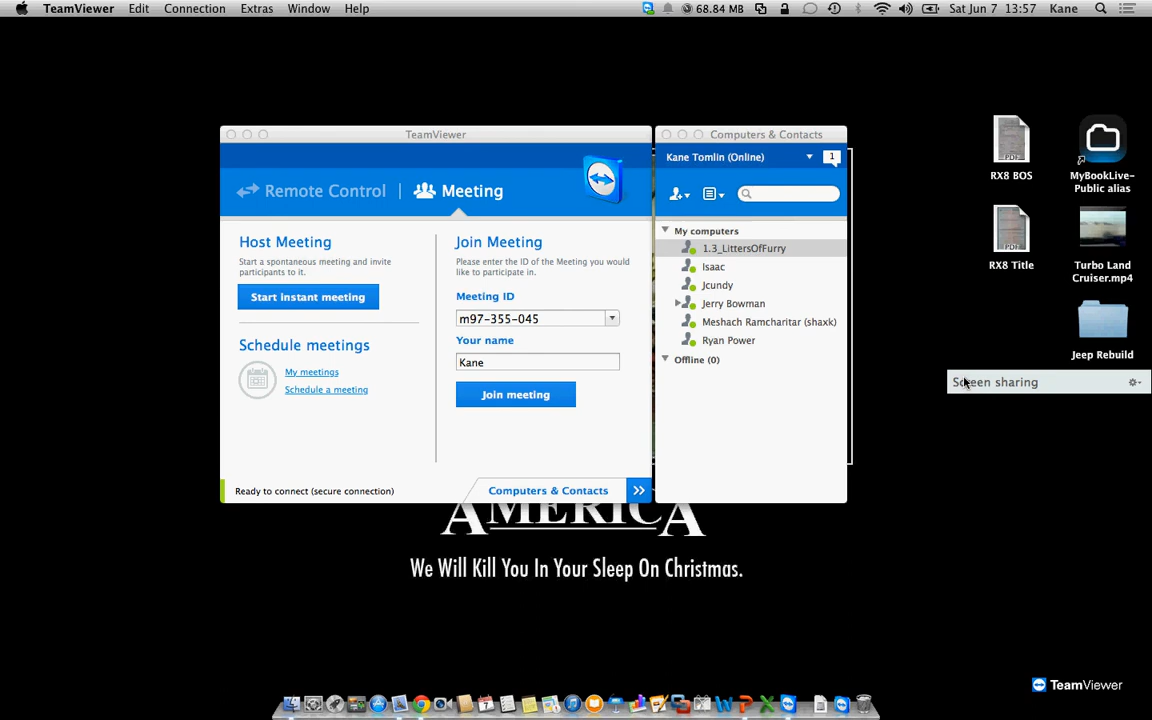 TeamViewer Edit Connection Extras Window Help 68.84 MB Sat Jun 7 13:57 Kane
TeamViewer
Remote Control | Meeting
Host Meeting
Start a spontaneous meeting and invite
participants to it.
Start instant meeting
Schedule meetings
My meetings
Schedule a meeting
Join Meeting
Please enter the ID of the Meeting you would
like to participate in.
Meeting ID
m97-355-045
Your name
Kane
Join meeting
Ready to connect (secure connection)
Computers & Contacts
Computers & Contacts
Kane Tomlin (Online)
1
My computers
1.3_LittersOfFurry
Isaac
Jcundy
Jerry Bowman
Meshach Ramcharitar (shaxk)
Ryan Power
Offline (0)
PDF
RX8 BOS
MyBookLive-
Public alias
PDF
RX8 Title
Turbo Land
Cruiser.mp4
Jeep Rebuild
Screen sharing
AMERICA
We Will Kill You In Your Sleep On Christmas.
TeamViewer